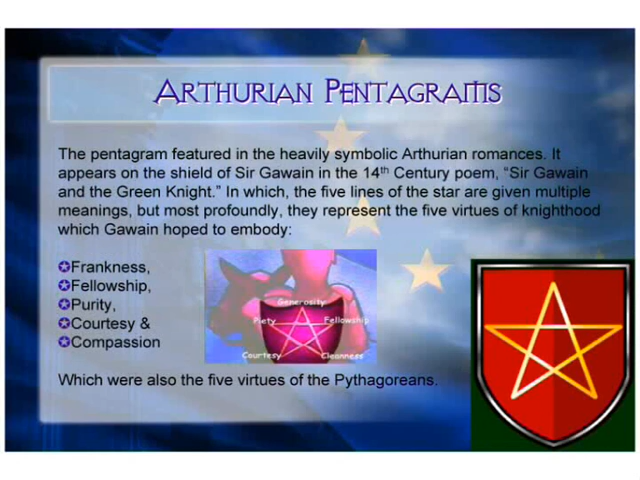 ARTHURIAN PENTAGRAMS
The pentagram featured in the heavily symbolic Arthurian romances. It
appears on the shield of Sir Gawain in the 14th Century poem, “Sir Gawain
and the Green Knight.” In which, the five lines of the star are given multiple
meanings, but most profoundly, they represent the five virtues of knighthood
which Gawain hoped to embody:
Frankness,
Fellowship,
Purity,
Courtesy &
Compassion
Generosity
Piety
Fellowship
Courtesy
Cleanness
Which were also the five virtues of the Pythagoreans.